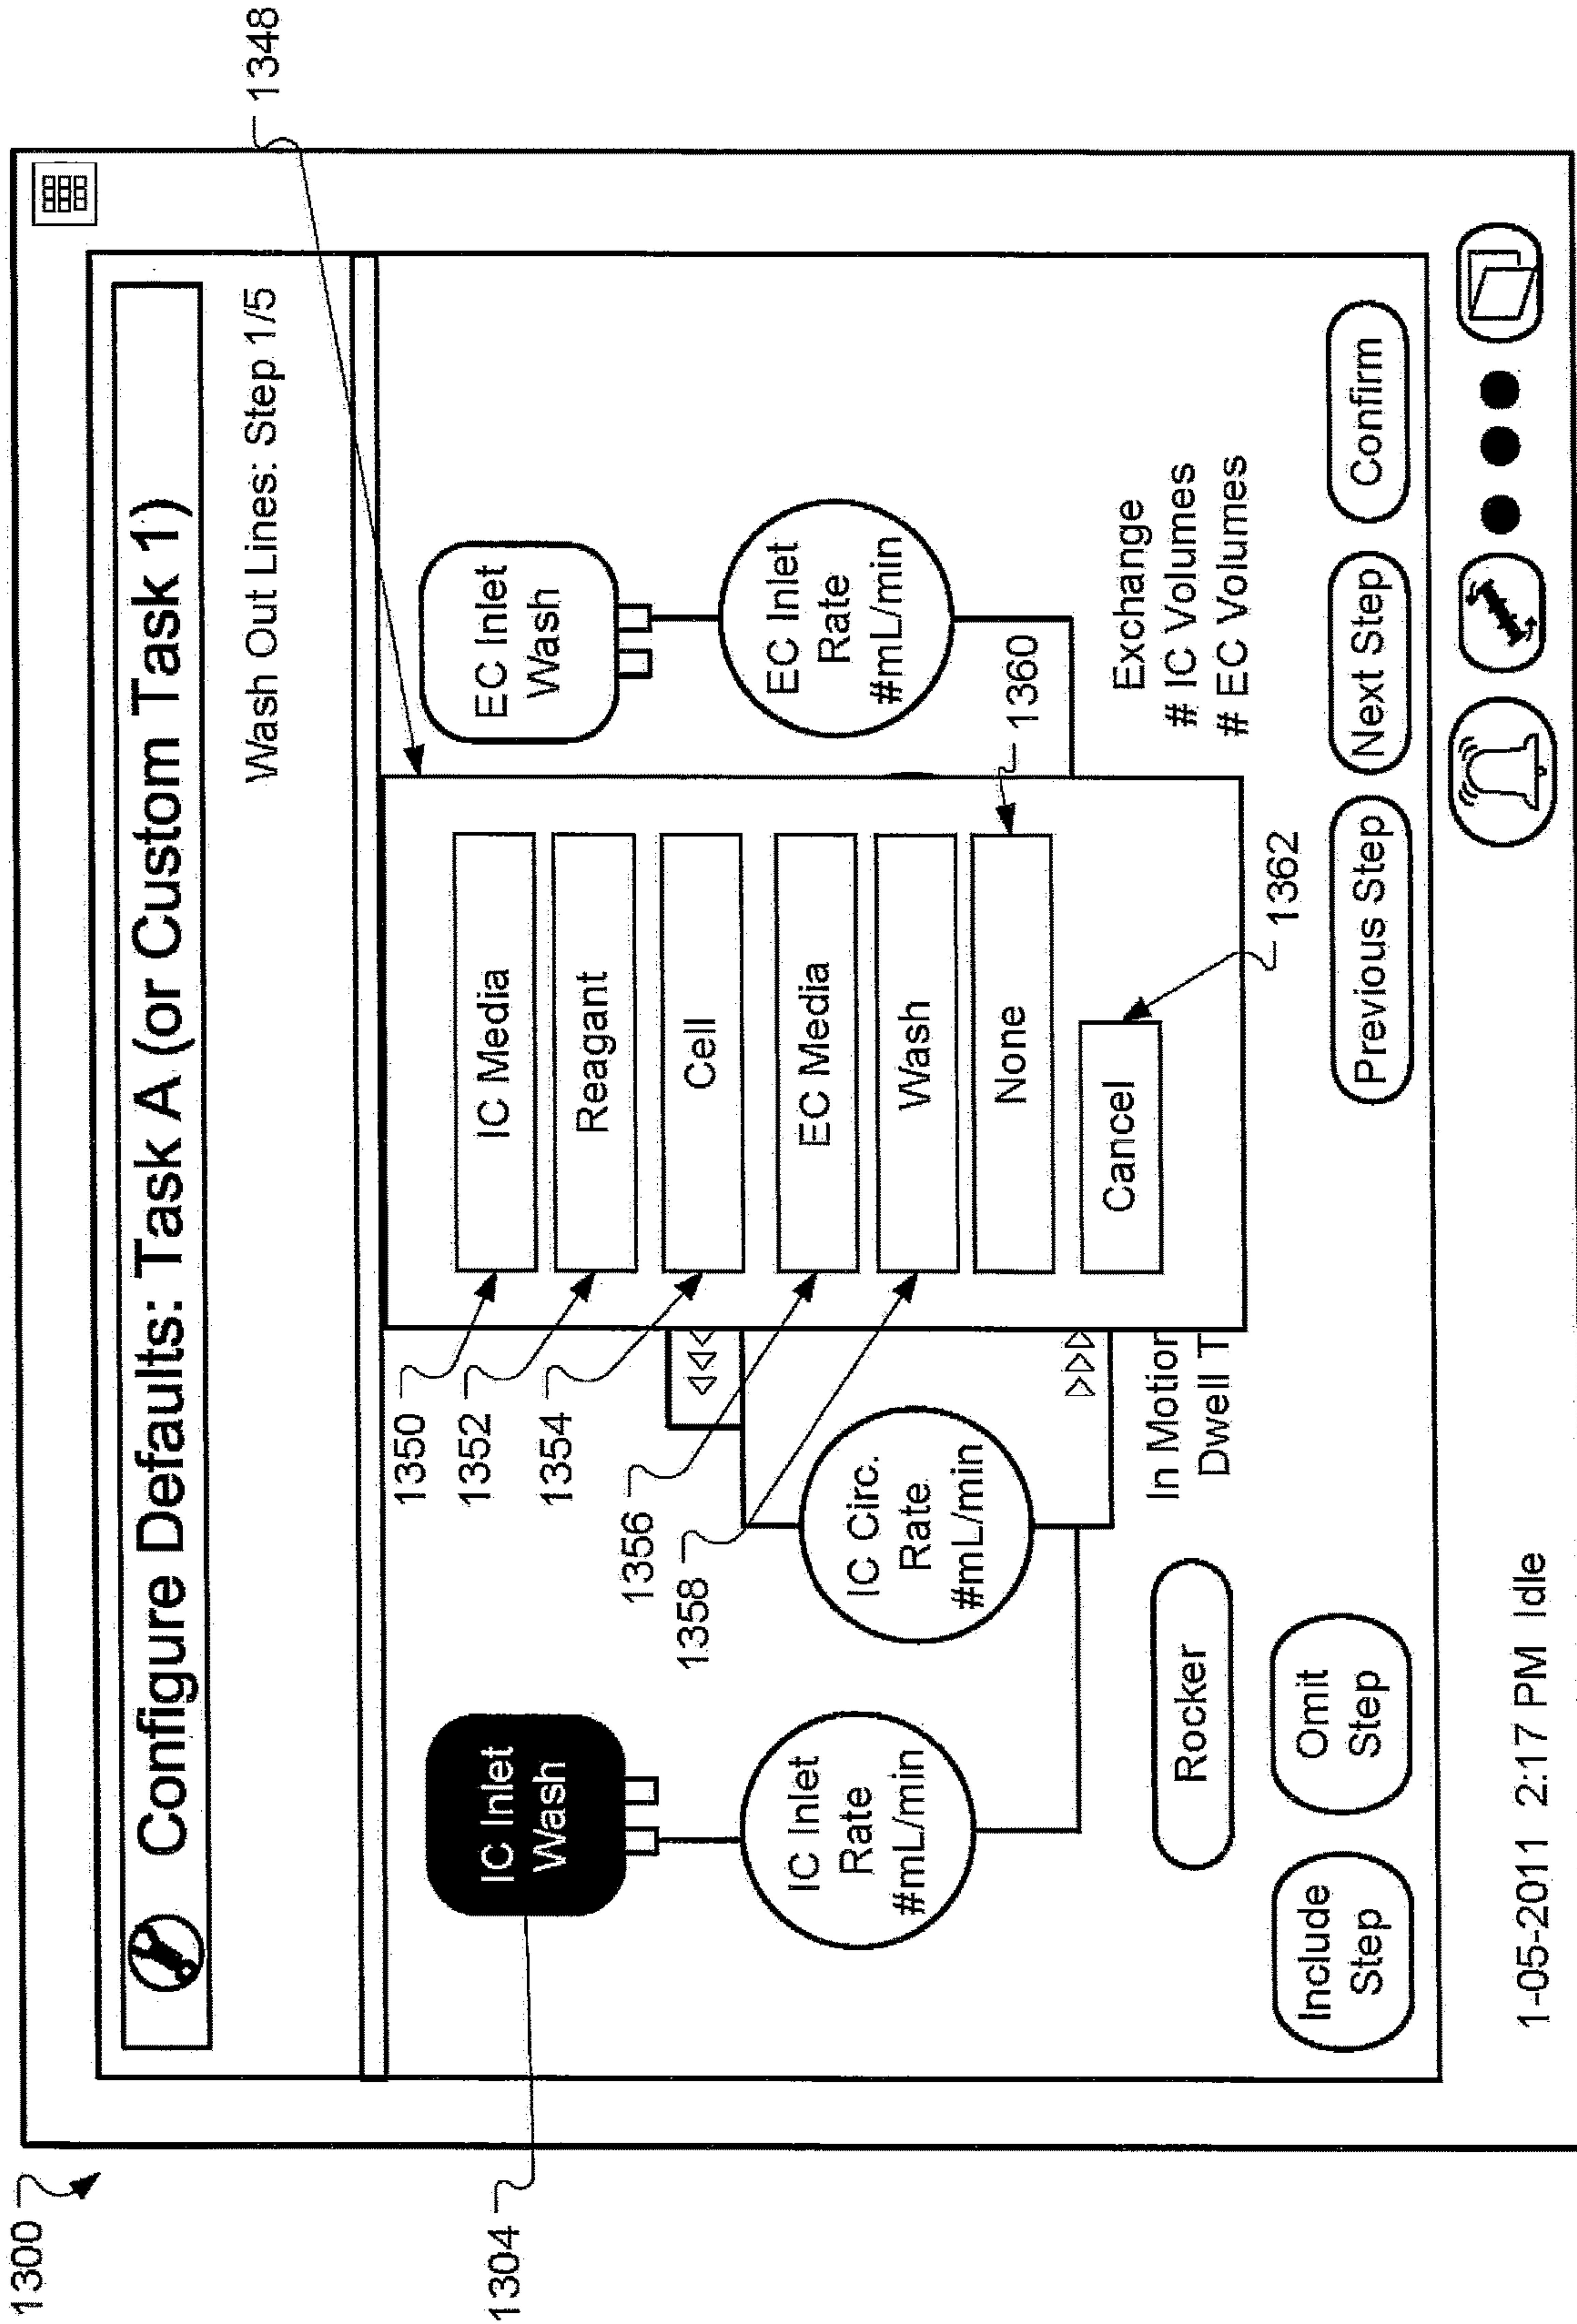 1300
1348
Configure Defaults: Task A (or Custom Task 1)
Wash Out Lines: Step 1/5
1304
IC Inlet
Wash
IC Inlet
Rate
#mL/min
IC Circ.
Rate
#mL/min
1350
1352
1354
1356
1358
IC Media
Reagant
Cell
EC Media
Wash
None
Cancel
1360
1362
EC Inlet
Wash
EC Inlet
Rate
#mL/min
In Motion
Dwell T
Exchange
# IC Volumes
# EC Volumes
Rocker
Include
Step
Omit
Step
Previous Step
Next Step
Confirm
1-05-2011 2:17 PM Idle